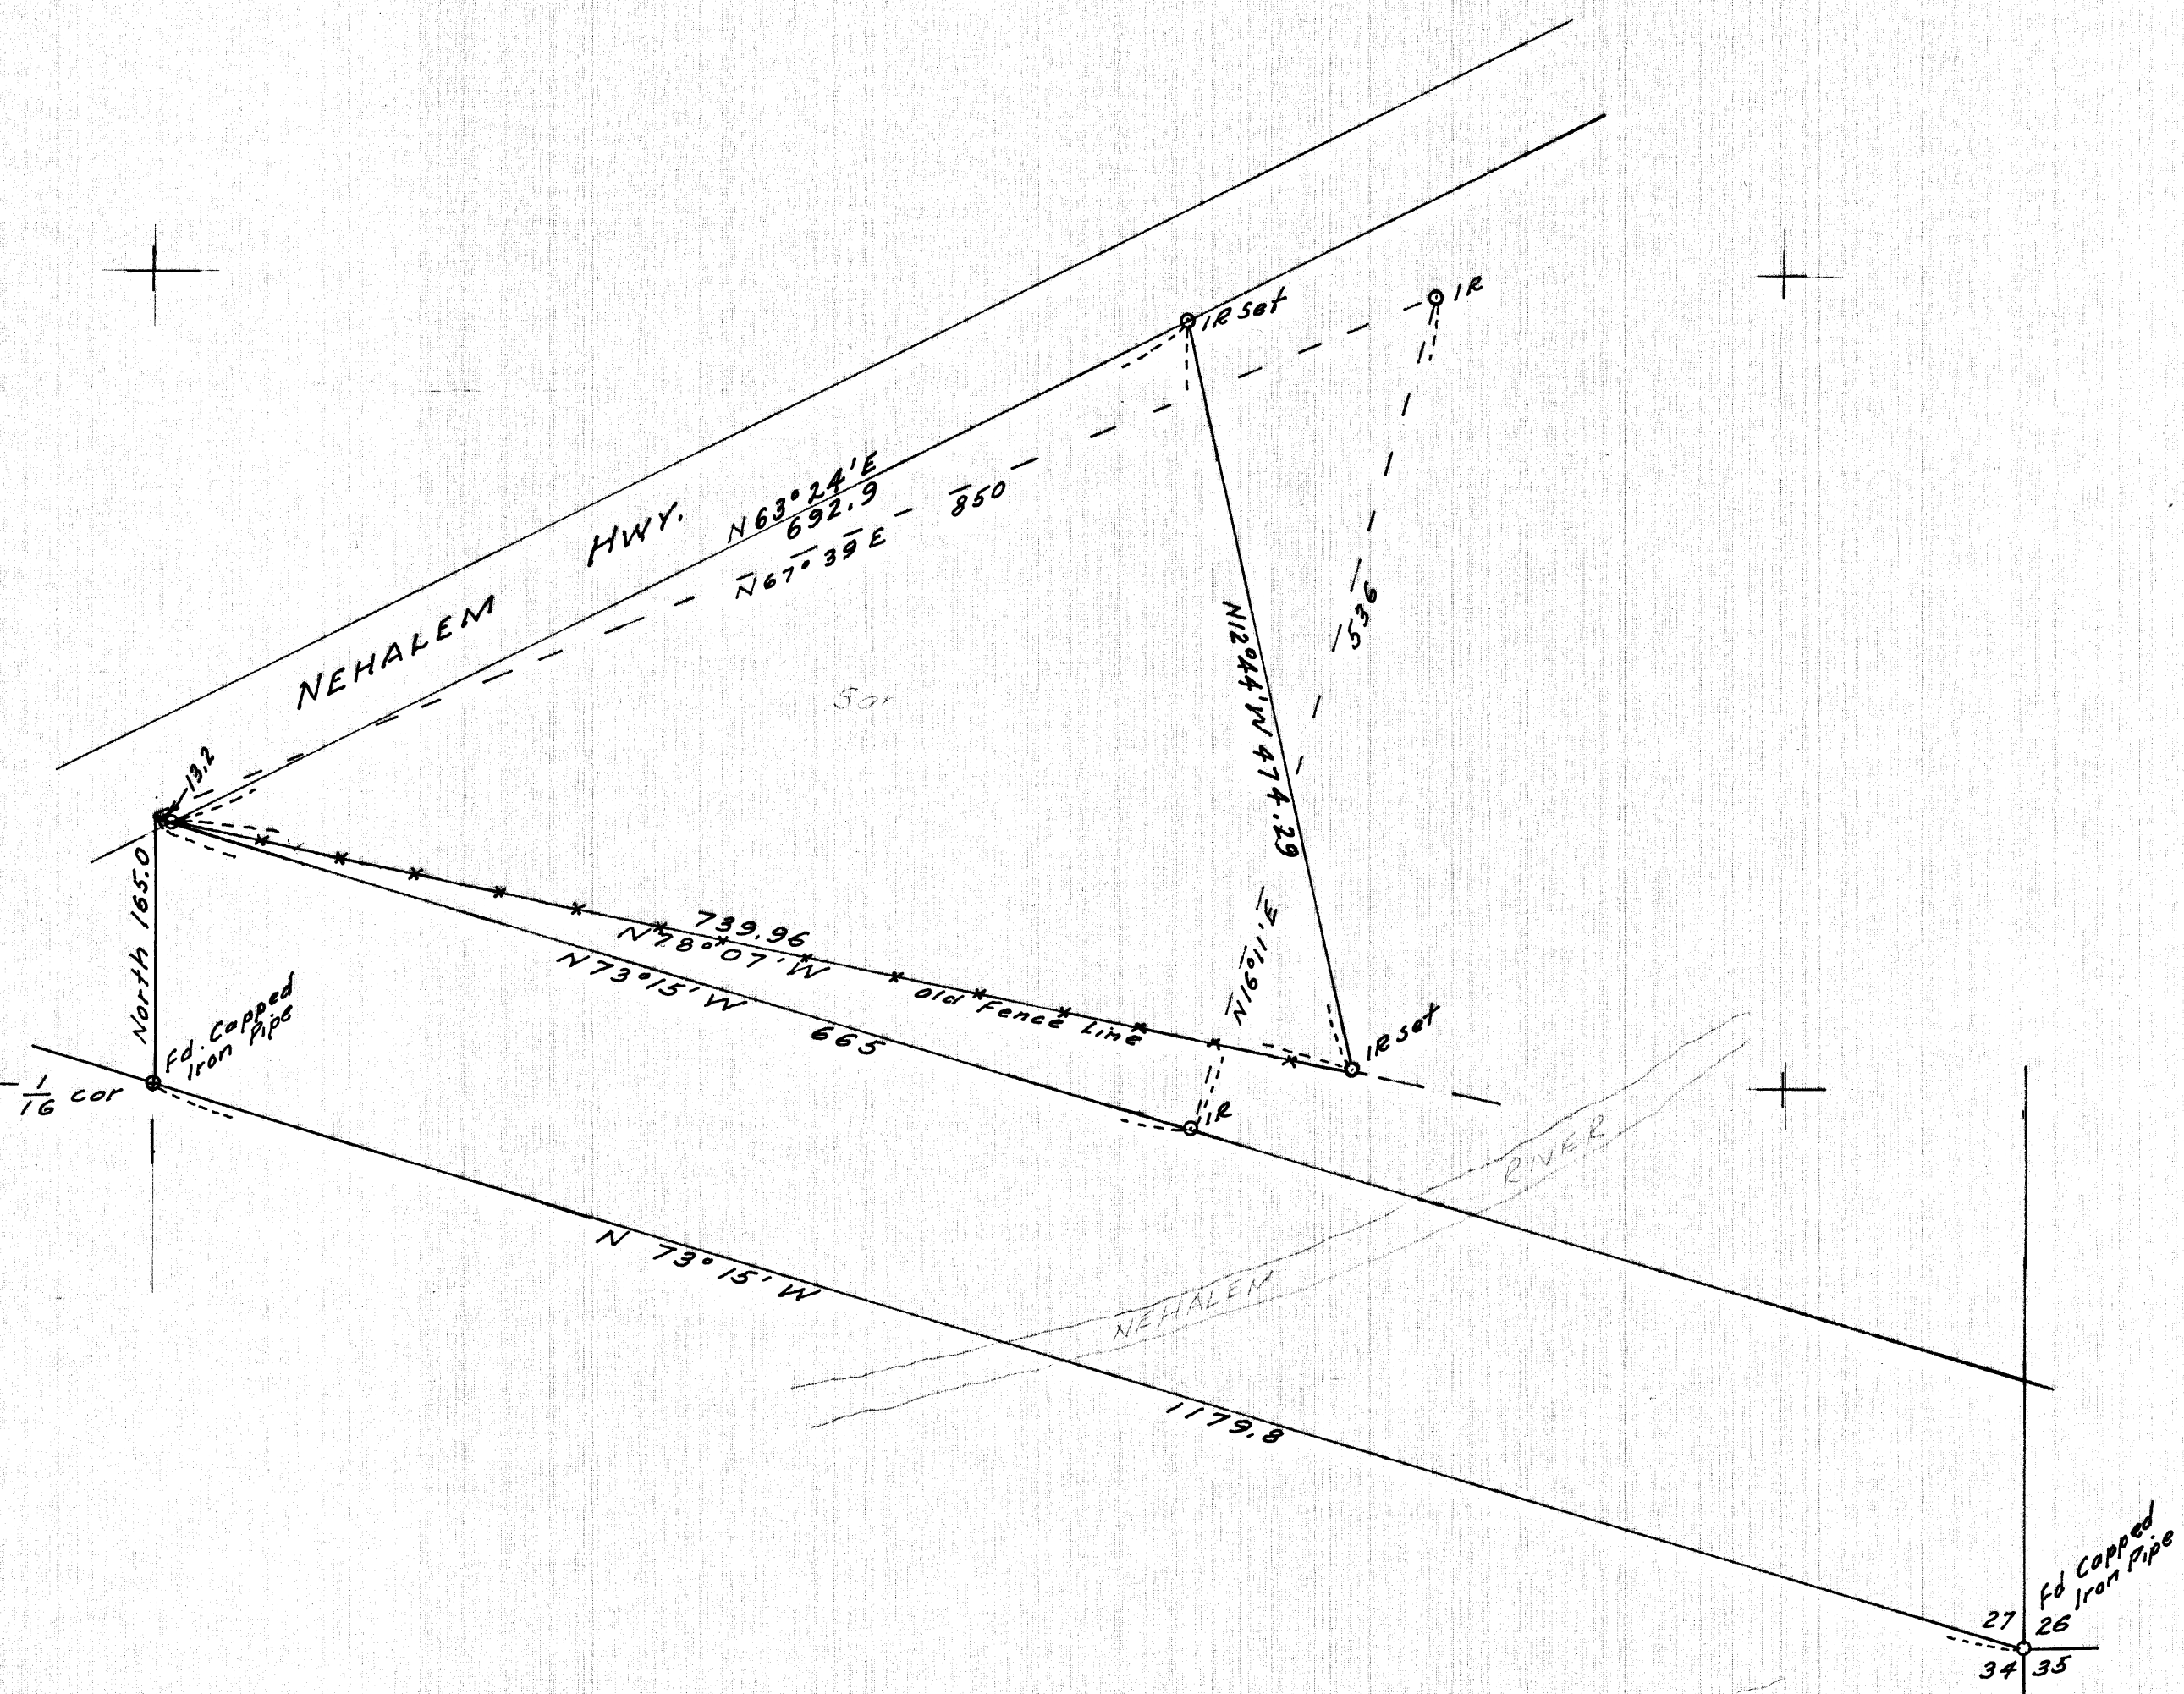 IR
IR Set
NEHALEM HWY.
N63°24'E
692.9
N67°39E 850
536
N12°44'W 474.29
13.2
North 165.0
739.96
N78°07'W
Old Fence Line
N73°15'W 665
N16°11'E
IR set
IR
Fd. Capped
Iron Pipe
1/16 cor
RIVER
NEHALEN
N 73°15'W 1179.8
Fd Capped
Iron Pipe
27 26
34 35